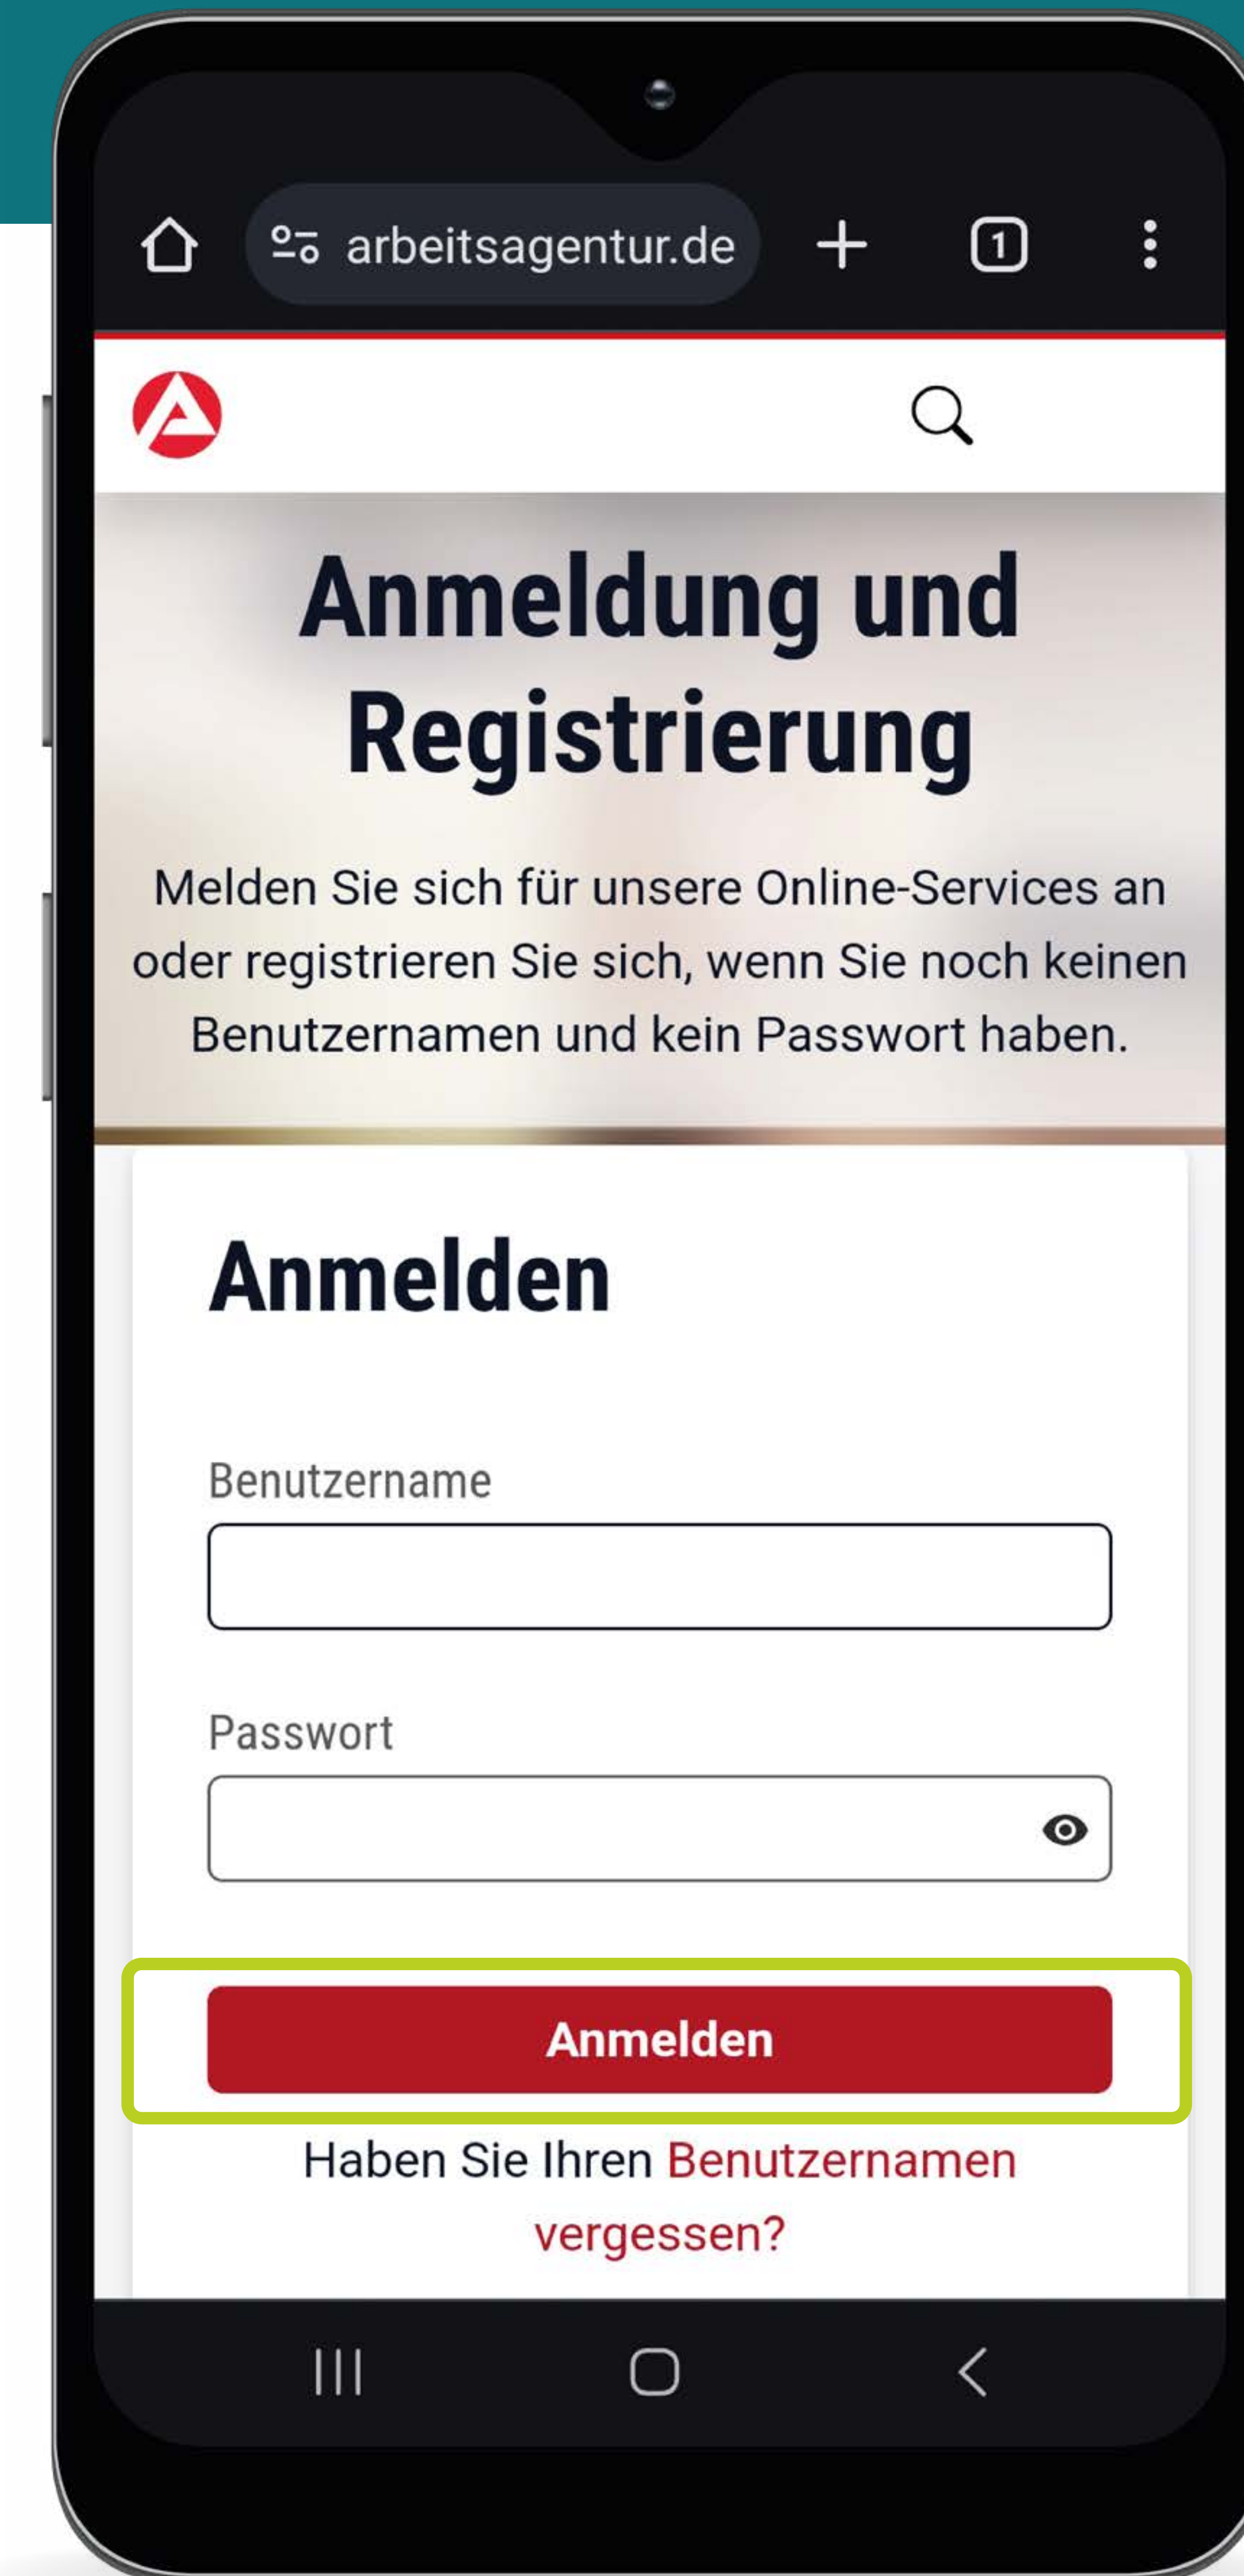 arbeitsagentur.de
1
Anmeldung und
Registrierung
Melden Sie sich für unsere Online-Services an
oder registrieren Sie sich, wenn Sie noch keinen
Benutzernamen und kein Passwort haben.
Anmelden
Benutzername
Passwort
Anmelden
Haben Sie Ihren Benutzernamen
vergessen?